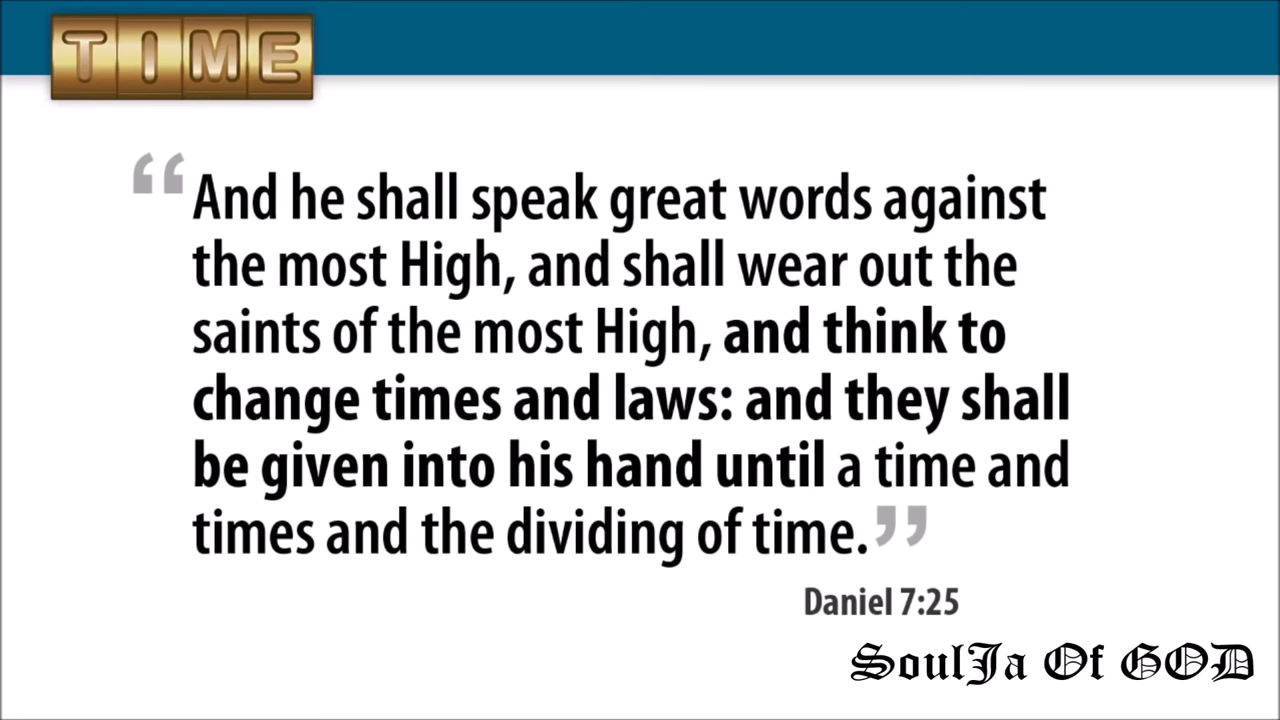 TIME
“And he shall speak great words against
the most High, and shall wear out the
saints of the most High, and think to
change times and laws: and they shall
be given into his hand until a time and
times and the dividing of time.”
Daniel 7:25
SoulJa Of GOD